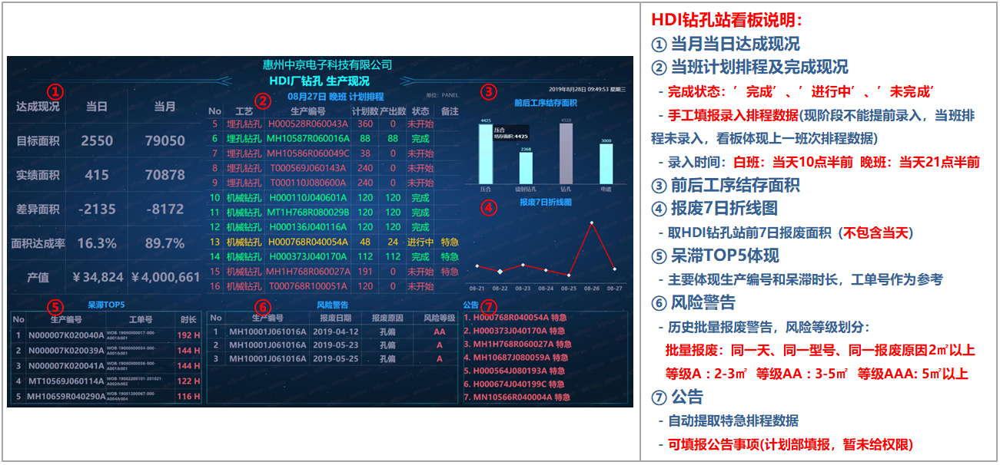 惠州中京电子科技有限公司
HDI厂钻孔 生产现况
2019年8月28日 09:49:53 星期三
①
达成现况 当日 当月
目标面积 2550 79050
实绩面积 415 70878
差异面积 -2135 -8172
面积达成率 16.3% 89.7%
产值 ￥34,824 ￥4,000,661
②
08月27日 晚班 计划排程 单位：PANEL
No 工艺 生产编号 计划数 产出数 状态 备注
5 埋孔钻孔 H000528R060043A 360 0 未开始
6 埋孔钻孔 MH10587R060016A 88 88 完成
7 埋孔钻孔 MH10586R060049C 38 0 未开始
8 埋孔钻孔 T000569J060143A 240 0 未开始
9 埋孔钻孔 T000110J080600A 240 0 未开始
10 机械钻孔 H000110J040601A 120 120 完成
11 机械钻孔 MT1H768R080029B 120 120 完成
12 机械钻孔 H000136J040116A 120 120 完成
13 机械钻孔 H000768R040054A 48 24 进行中 特急
14 机械钻孔 H000373J040170A 112 112 完成 特急
15 机械钻孔 MH1H768R060027A 191 0 未开始 特急
16 机械钻孔 T000768R100051A 120 0 未开始
③
前后工序结存面积
4425 2368 4528 3000
压合
结存面积:4425
压合 镭射钻孔 钻孔 电镀
④
报废7日折线图
08-21 08-22 08-23 08-24 08-25 08-26 08-27
⑤
呆滞TOP5
No 生产编号 工单号 时长
1 N000007K020040A 192 H
2 N000007K020039A 144 H
3 N000007K020041A 144 H
4 MT10569J060114A 122 H
5 MH10659R040290A 116 H
⑥
风险警告
No 生产编号 报废日期 报废原因 风险等级
1 MH10001J061016A 2019-04-12 孔偏 AA
2 MH10001J061016A 2019-05-23 孔偏 A
3 MH10001J061016A 2019-05-25 孔偏 A
公告 ⑦
1. H000768R040054A 特急
2. H000373J040170A 特急
3. MH1H768R060027A 特急
4. MH10687J080059A 特急
5. H000564J080193A 特急
6. H000674J040199C 特急
7. MN10566R040004A 特急
HDI钻孔站看板说明：
① 当月当日达成现况
② 当班计划排程及完成现况
- 完成状态：’完成’、’进行中’、’未完成’
- 手工填报录入排程数据(现阶段不能提前录入，当班排
程未录入，看板体现上一班次排程数据)
- 录入时间：白班：当天10点半前 晚班：当天21点半前
③ 前后工序结存面积
④ 报废7日折线图
- 取HDI钻孔站前7日报废面积（不包含当天）
⑤ 呆滞TOP5体现
- 主要体现生产编号和呆滞时长，工单号作为参考
⑥ 风险警告
- 历史批量报废警告，风险等级划分：
批量报废：同一天、同一型号、同一报废原因2㎡以上
等级A：2-3㎡ 等级AA：3-5㎡ 等级AAA: 5㎡以上
⑦ 公告
- 自动提取特急排程数据
- 可填报公告事项(计划部填报，暂未给权限)